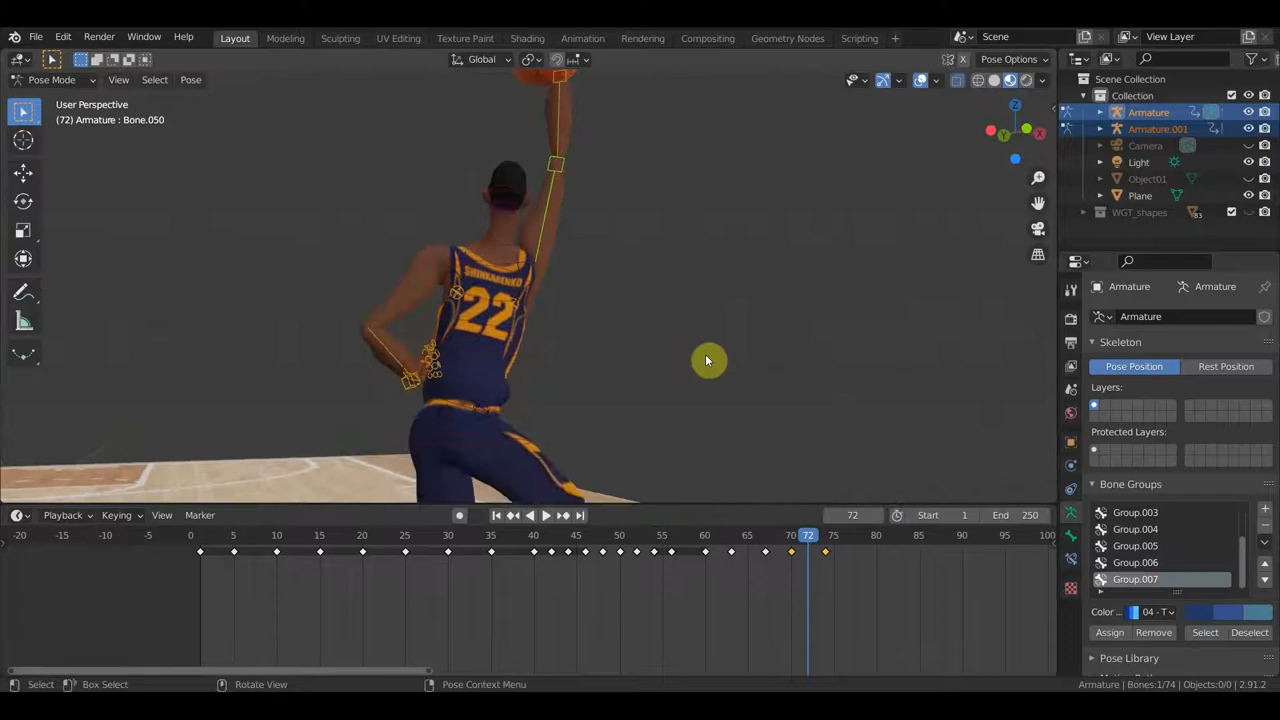 File Edit Render Window Help Layout Modeling Sculpting UV Editing Texture Paint Shading Animation Rendering Compositing Geometry Nodes Scripting + Scene View Layer
Global Pose Options
Pose Mode View Select Pose
User Perspective
(72) Armature : Bone.050
Z
Y
X
SHINKARENKO
22
Scene Collection
Collection
Armature
Armature.001
Camera
Light
Object01
Plane
WGT_shapes 83
Armature Armature
Armature
Skeleton
Pose Position Rest Position
Layers:
Protected Layers:
Bone Groups
Group.003
Group.004
Group.005
Group.006
Group.007
Color ... 04 - T
Assign Remove Select Deselect
Pose Library
Playback Keying View Marker 72 Start 1 End 250
-20 -15 -10 -5 0 5 10 15 20 25 30 35 40 45 50 55 60 65 70 72 75 80 85 90 95 100
Select Box Select Rotate View Pose Context Menu Armature | Bones:1/74 | Objects:0/0 | 2.91.2